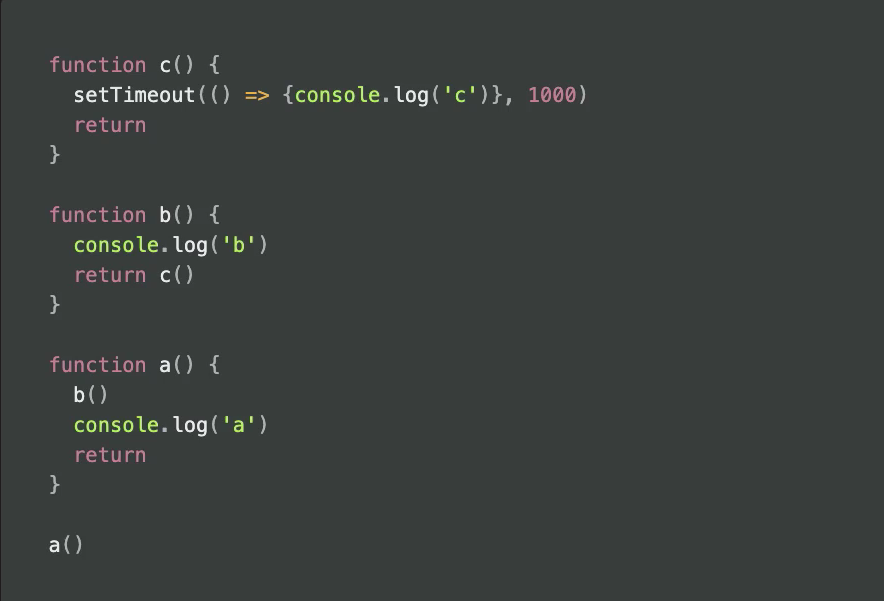 function c() {
  setTimeout(() => {console.log('c')}, 1000)
  return
}

function b() {
  console.log('b')
  return c()
}

function a() {
  b()
  console.log('a')
  return
}

a()